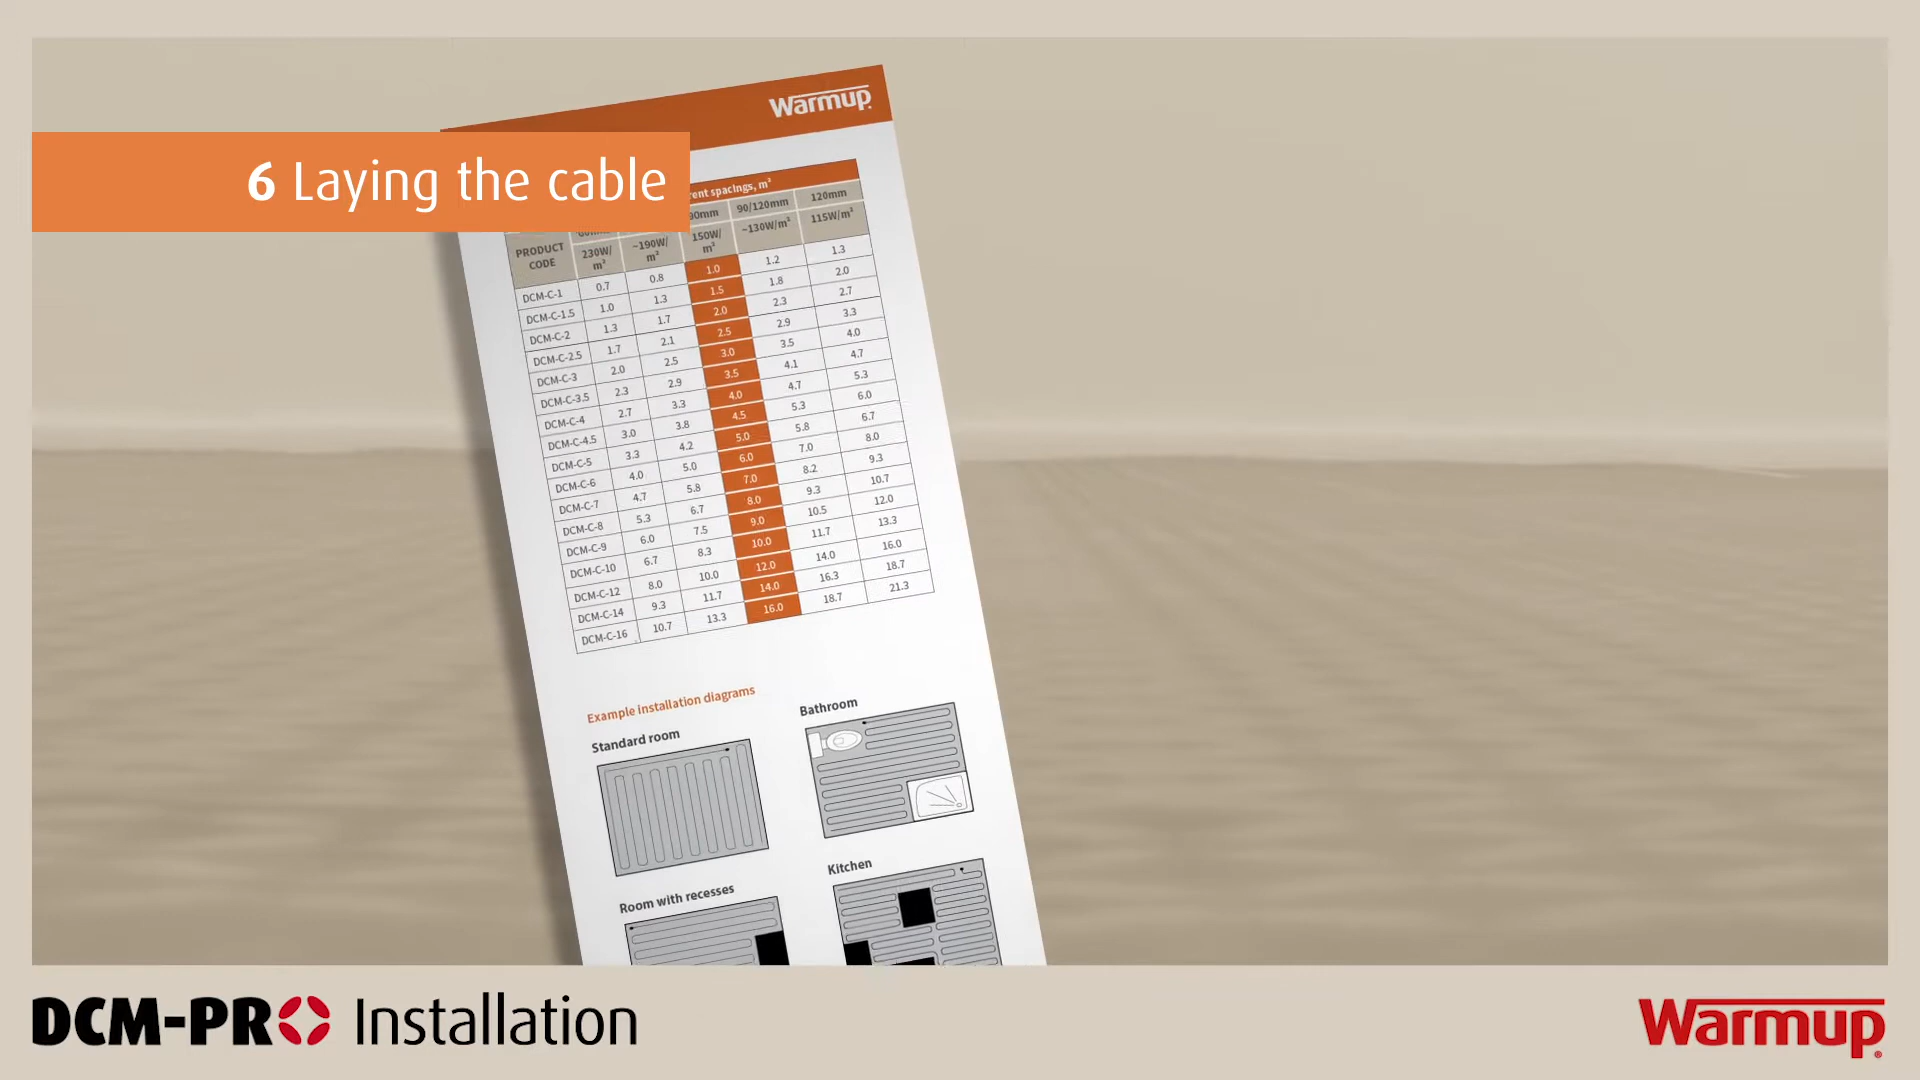 Warmup
6 Laying the cable
rent spacings, m²
90mm 90/120mm 120mm
PRODUCT CODE 230W/m² ~190W/m² 150W/m² ~130W/m² 115W/m²
DCM-C-1 0.7 0.8 1.0 1.2 1.3
DCM-C-1.5 1.0 1.3 1.5 1.8 2.0
DCM-C-2 1.3 1.7 2.0 2.3 2.7
DCM-C-2.5 1.7 2.1 2.5 2.9 3.3
DCM-C-3 2.0 2.5 3.0 3.5 4.0
DCM-C-3.5 2.3 2.9 3.5 4.1 4.7
DCM-C-4 2.7 3.3 4.0 4.7 5.3
DCM-C-4.5 3.0 3.8 4.5 5.3 6.0
DCM-C-5 3.3 4.2 5.0 5.8 6.7
DCM-C-6 4.0 5.0 6.0 7.0 8.0
DCM-C-7 4.7 5.8 7.0 8.2 9.3
DCM-C-8 5.3 6.7 8.0 9.3 10.7
DCM-C-9 6.0 7.5 9.0 10.5 12.0
DCM-C-10 6.7 8.3 10.0 11.7 13.3
DCM-C-12 8.0 10.0 12.0 14.0 16.0
DCM-C-14 9.3 11.7 14.0 16.3 18.7
DCM-C-16 10.7 13.3 16.0 18.7 21.3
Example installation diagrams
Standard room
Bathroom
Room with recesses
Kitchen
DCM-PRO Installation
Warmup